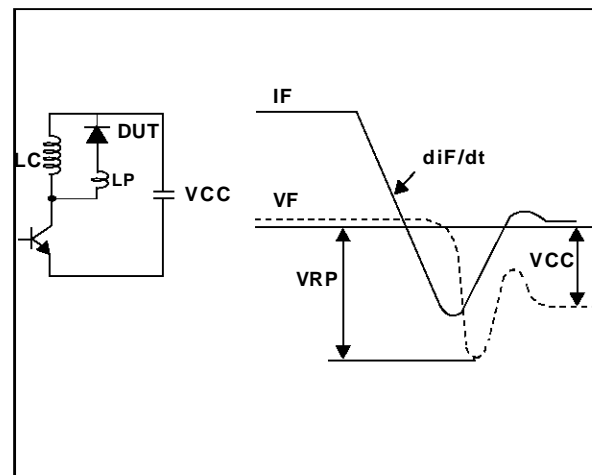 IF
DUT
LC
diF/dt
LP
VCC
VF
VCC
VRP